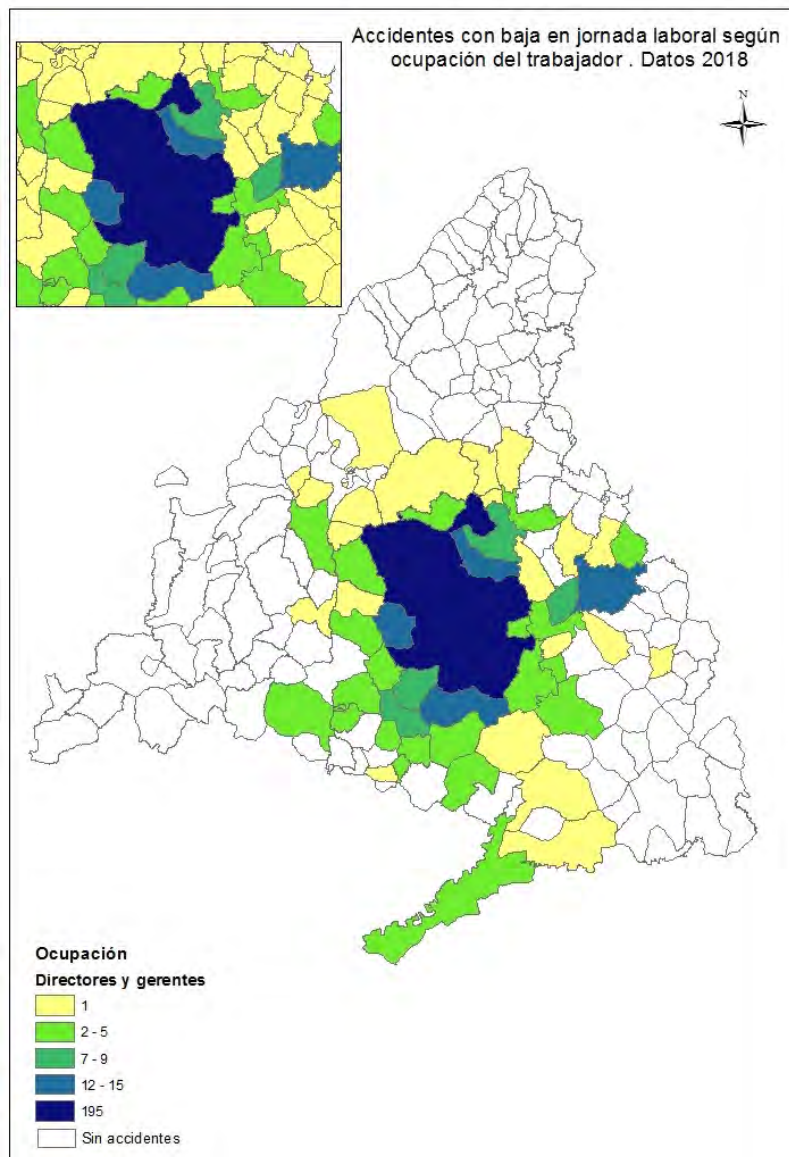 Accidentes con baja en jornada laboral según
ocupación del trabajador . Datos 2018
N
Ocupación
Directores y gerentes
1
2 - 5
7 - 9
12 - 15
195
Sin accidentes